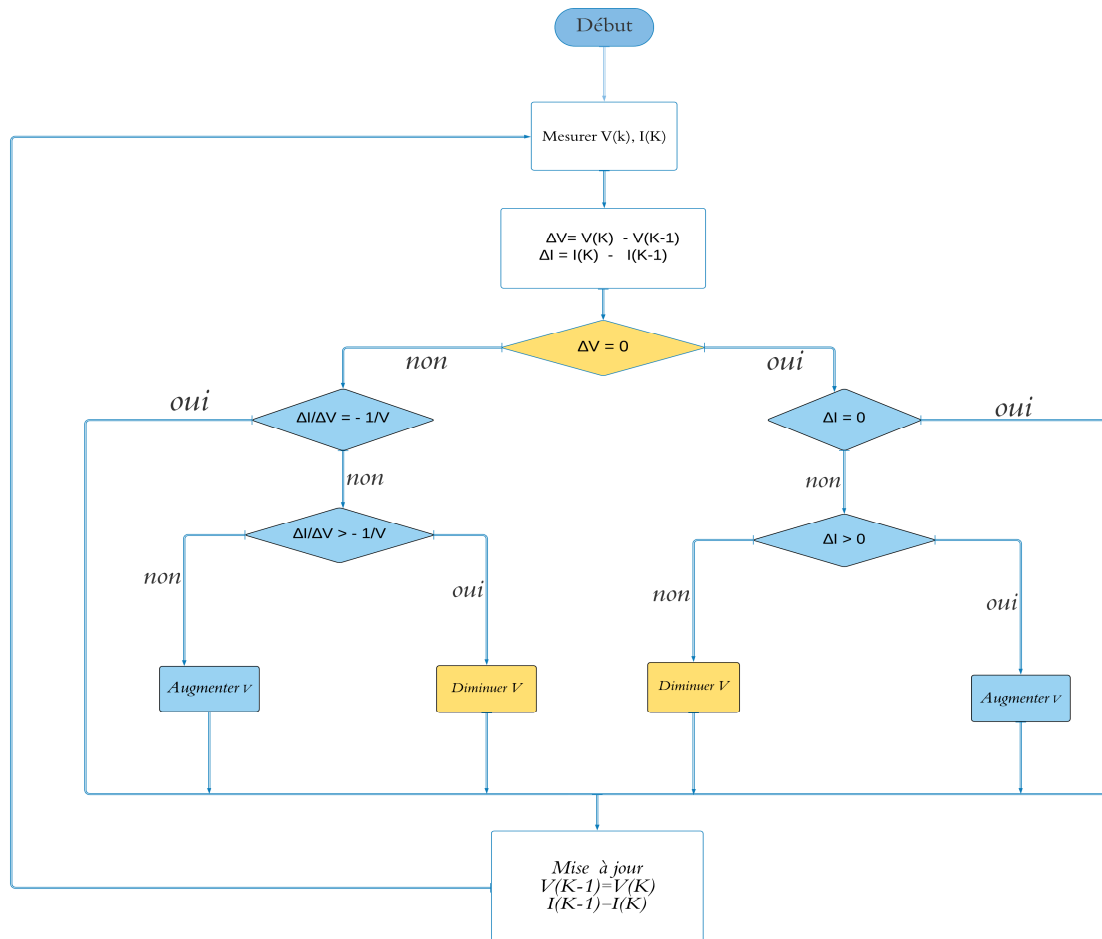 Début
Mesurer V(k), I(K)
ΔV= V(K) - V(K-1)
ΔI = I(K) - I(K-1)
ΔV = 0
non
oui
oui
ΔI/ΔV = - 1/V
ΔI = 0
oui
non
non
ΔI/ΔV > - 1/V
ΔI > 0
non
oui
non
oui
Augmenter V
Diminuer V
Diminuer V
Augmenter V
Mise à jour
V(K-1)=V(K)
I(K-1)−I(K)